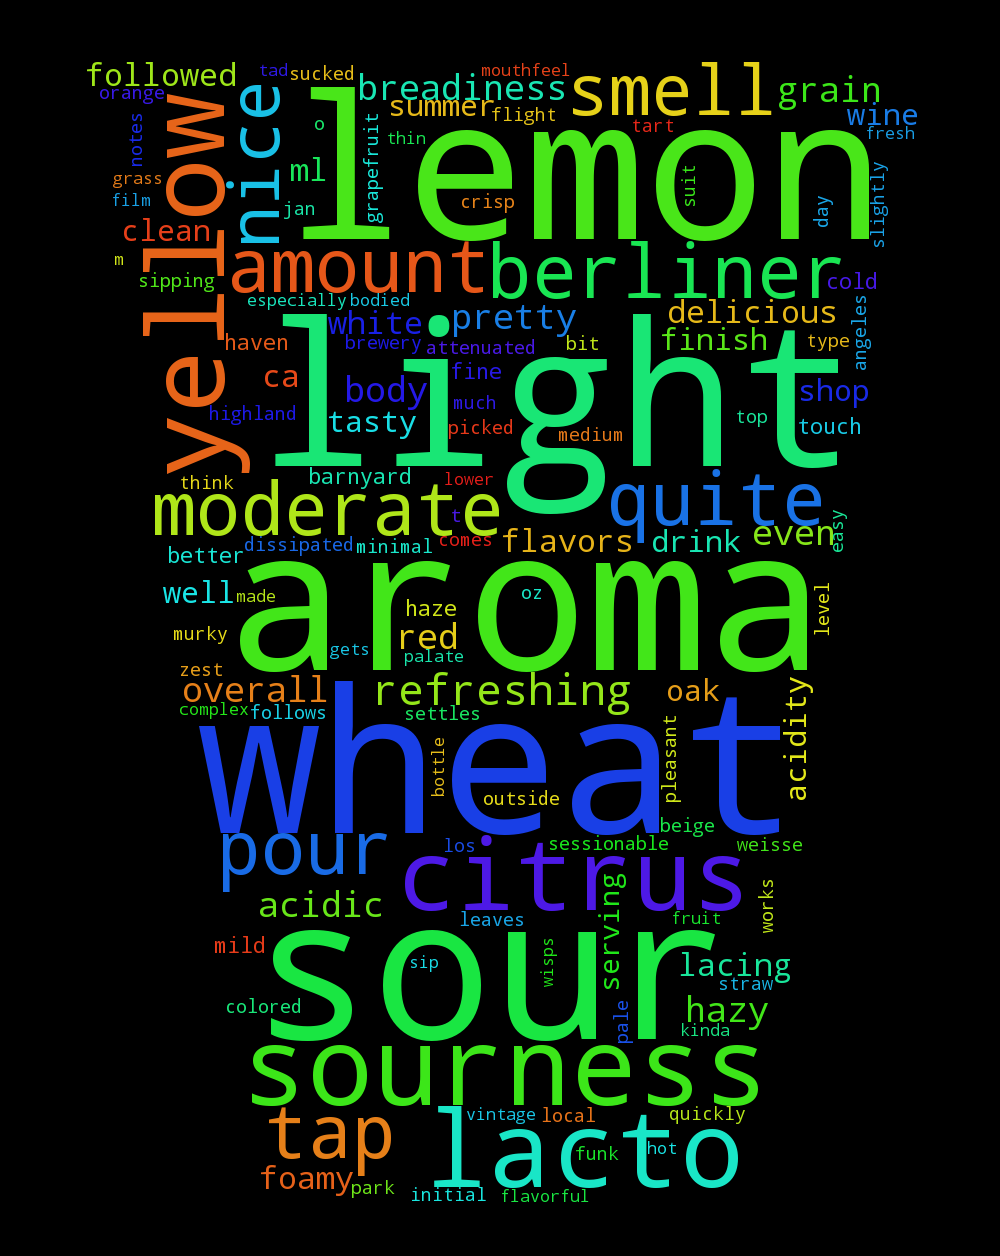 tad sucked mouthfeel smell
followed breadiness grain
orange summer flight wine
yellow nice lemon
o thin tart fresh
notes grapefruit
grass ml suit
film jan crisp day slightly
clean
m amount berliner
sipping cold
especially bodied
white pretty delicious angeles
haven brewery attenuated bit finish type
light
ca fine
body shop
highland much top
tasty picked medium touch
barnyard lower
think quite
moderate t
dissipated minimal comes flavors drink even easy
better
aroma
well made oz level
haze
murky red
gets palate
zest
overall refreshing oak acidity
complex follows settles
wheat
bottle pleasant
outside
beige
pour los sessionable weisse
citrus
acidic serving works
leaves fruit
sour
mild wisps lacing
sip straw
colored pale hazy
kinda
sourness
tap vintage local quickly
lacto
funk hot
foamy
park initial flavorful